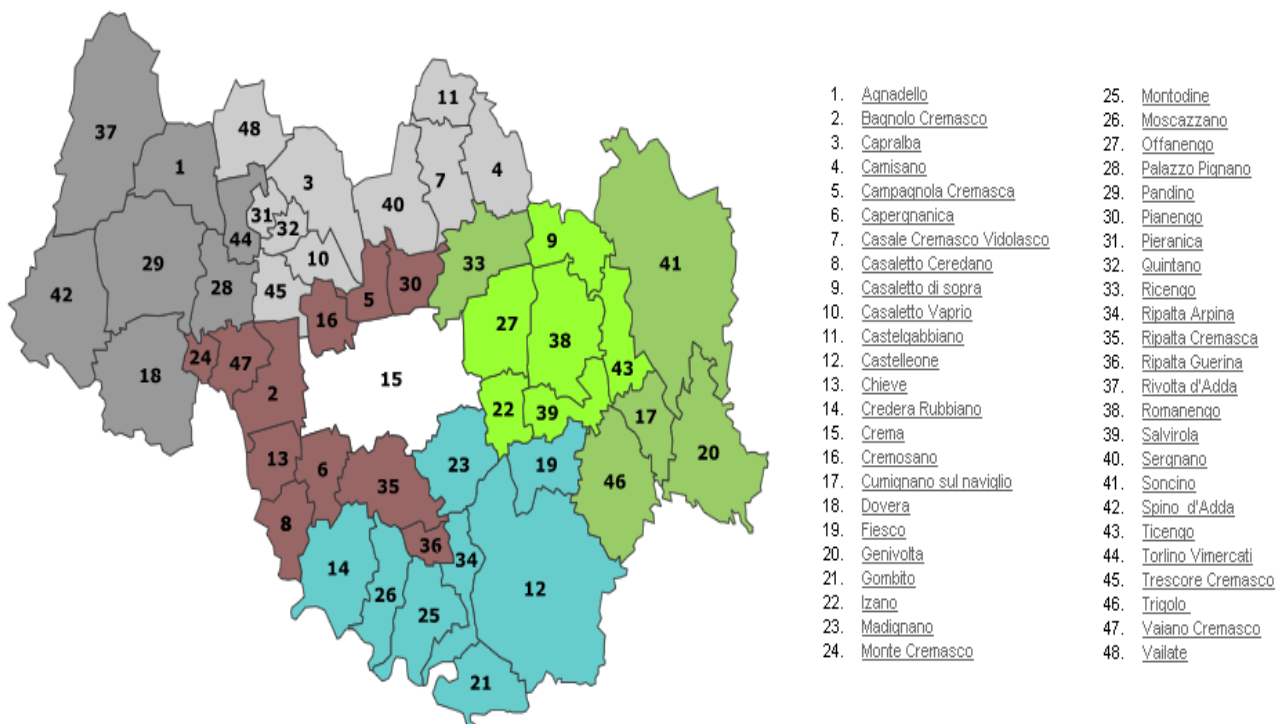 11
37
48
4
1
7
3
40
31
32
44
9
10
29
33
41
30
28
45
42
5
16
27
38
24
47
43
18
15
2
22
39
17
20
13
23
19
6
46
35
8
36
34
14
12
26
25
21
1. Agnadello
2. Bagnolo Cremasco
3. Capralba
4. Camisano
5. Campagnola Cremasca
6. Capergnanica
7. Casale Cremasco Vidolasco
8. Casaletto Ceredano
9. Casaletto di sopra
10. Casaletto Vaprio
11. Castelgabbiano
12. Castelleone
13. Chieve
14. Credera Rubbiano
15. Crema
16. Cremosano
17. Cumignano sul naviglio
18. Dovera
19. Fiesco
20. Genivolta
21. Gombito
22. Izano
23. Madignano
24. Monte Cremasco
25. Montodine
26. Moscazzano
27. Offanengo
28. Palazzo Pignano
29. Pandino
30. Pianengo
31. Pieranica
32. Quintano
33. Ricengo
34. Ripalta Arpina
35. Ripalta Cremasca
36. Ripalta Guerina
37. Rivolta d'Adda
38. Romanengo
39. Salvirola
40. Sergnano
41. Soncino
42. Spino d'Adda
43. Ticengo
44. Torlino Vimercati
45. Trescore Cremasco
46. Trigolo
47. Vaiano Cremasco
48. Vailate